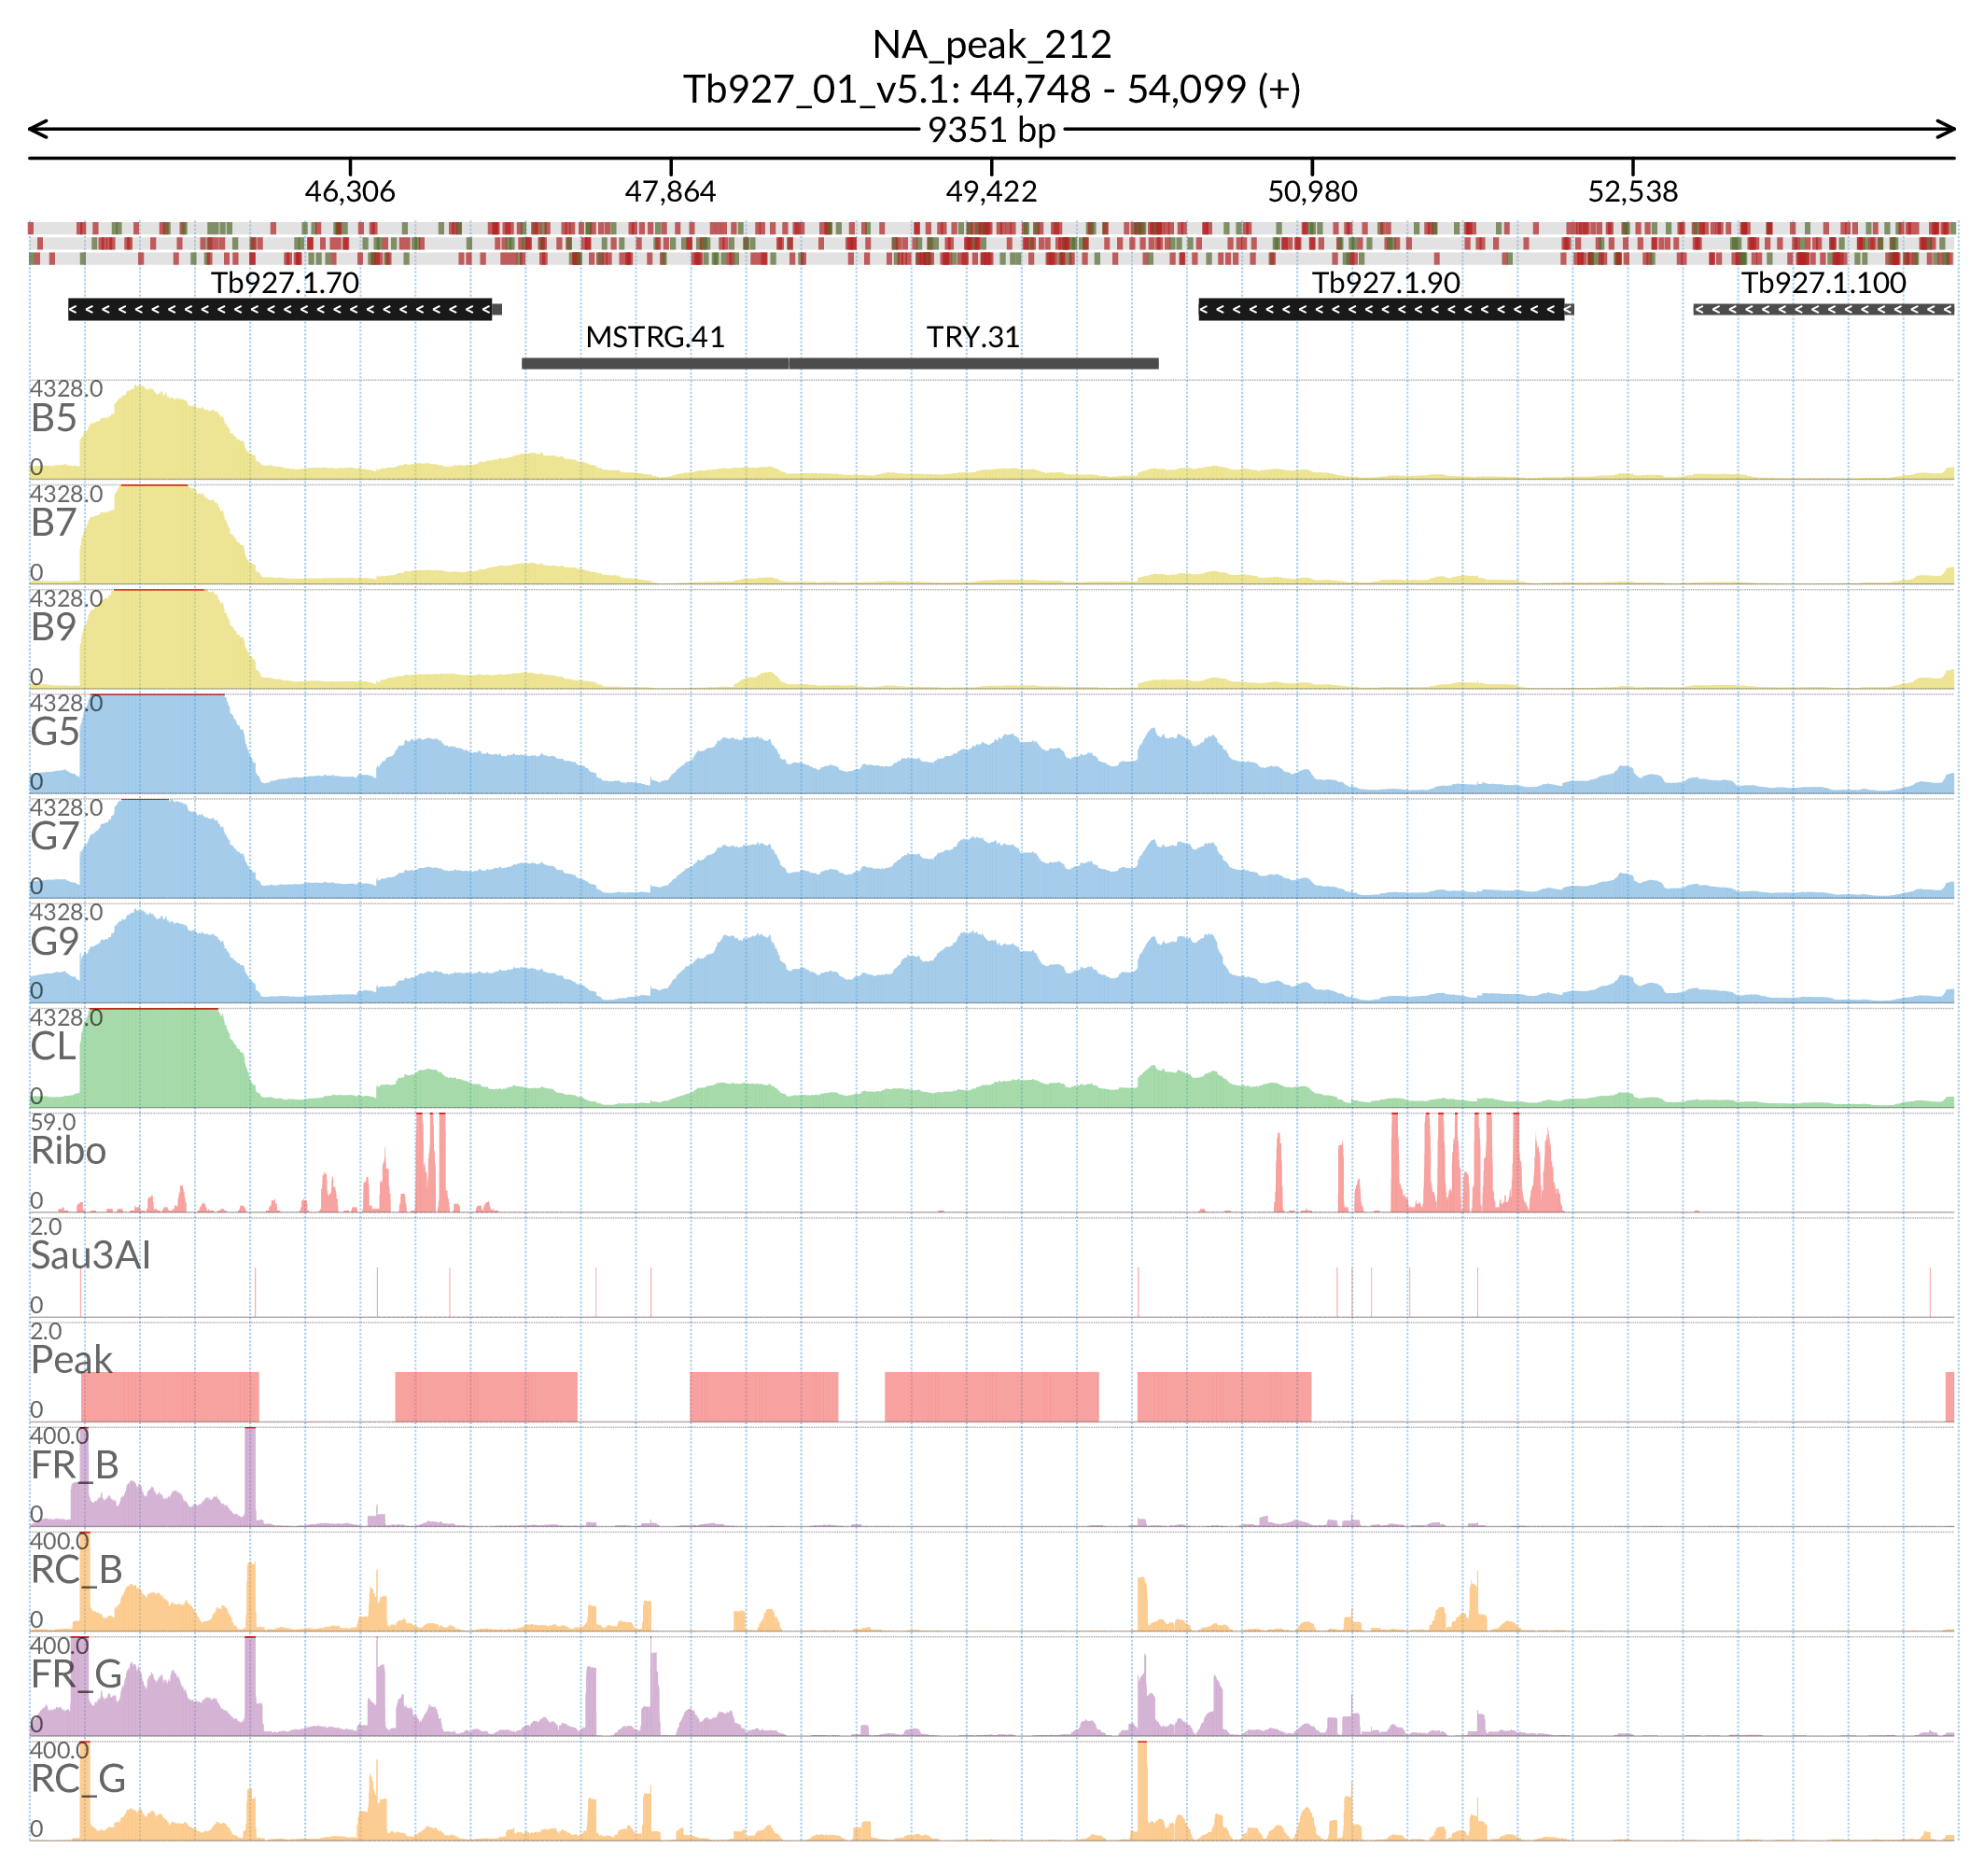 NA_peak_212
Tb927_01_v5.1: 44,748 - 54,099 (+)
9351 bp
46,306 47,864 49,422 50,980 52,538
Tb927.1.70 Tb927.1.90 Tb927.1.100
MSTRG.41 TRY.31
4328.0
B5
0
4328.0
B7
0
4328.0
B9
0
4328.0
G5
0
4328.0
G7
0
4328.0
G9
0
4328.0
CL
0
59.0
Ribo
0
2.0
Sau3AI
0
2.0
Peak
0
400.0
FR_B
0
400.0
RC_B
0
400.0
FR_G
0
400.0
RC_G
0